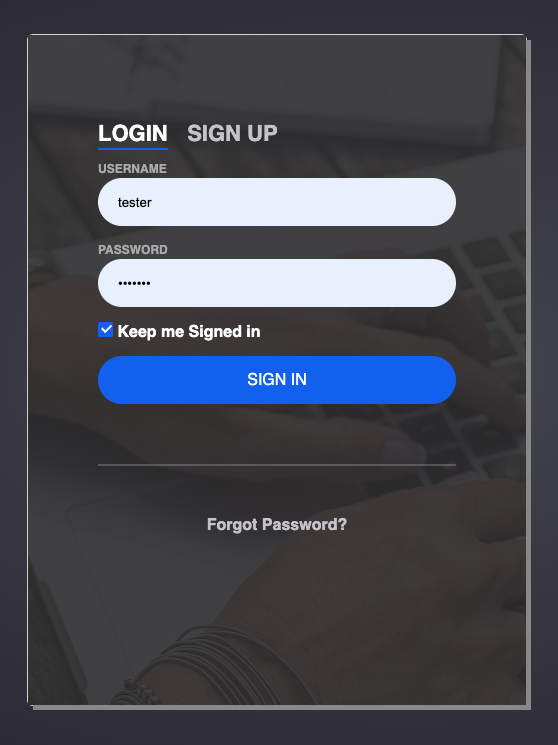 LOGIN SIGN UP
USERNAME
tester
PASSWORD
•••••••
Keep me Signed in
SIGN IN
Forgot Password?